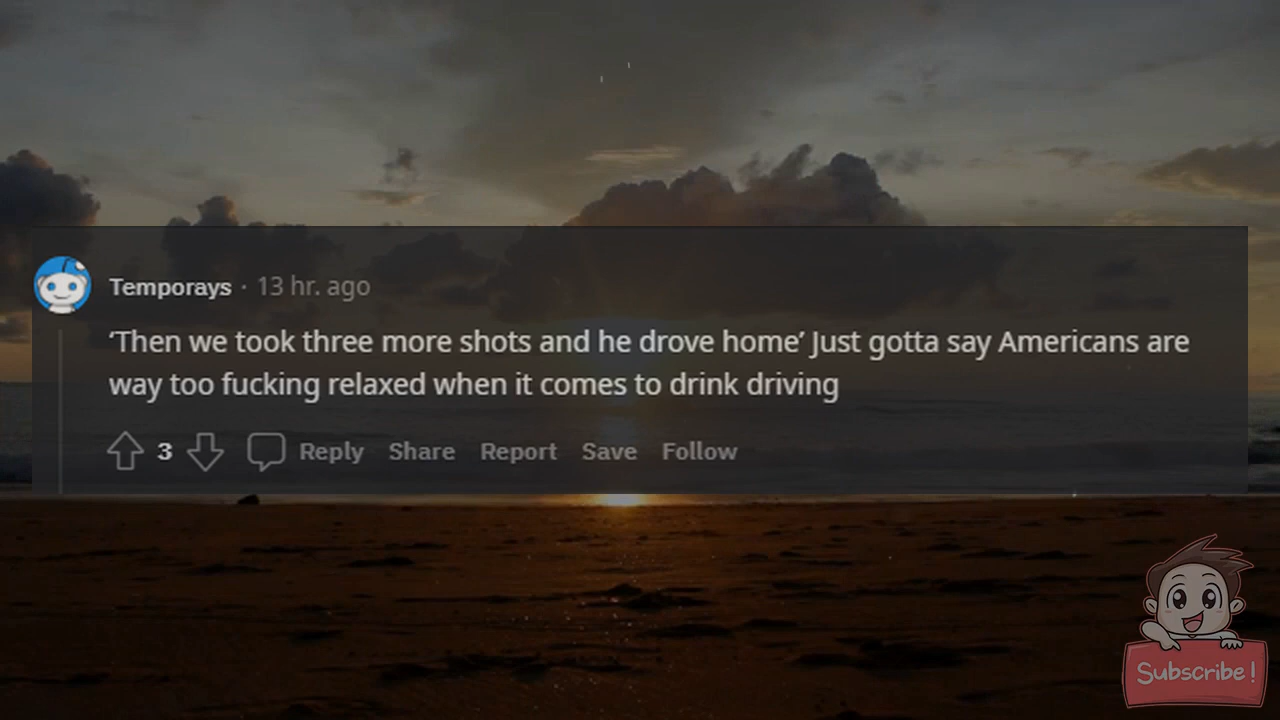 Temporays · 13 hr. ago
‘Then we took three more shots and he drove home’ Just gotta say Americans are
way too fucking relaxed when it comes to drink driving
3 Reply Share Report Save Follow
Subscribe!